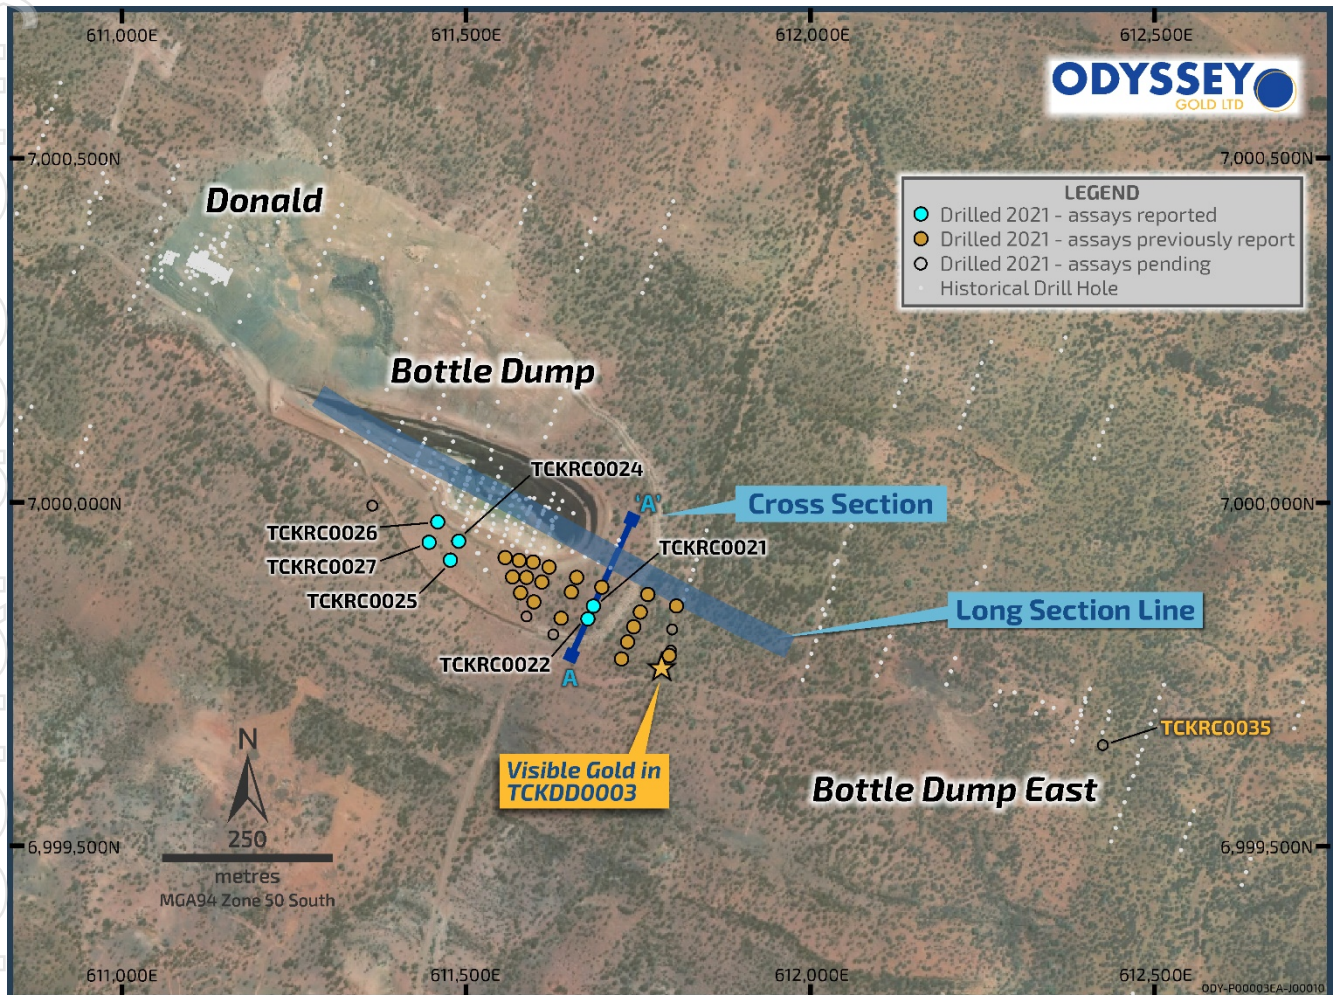 611,000E
611,500E
612,000E
612,500E
ODYSSEY
GOLD LTD
7,000,500N
7,000,500N
LEGEND
Drilled 2021 - assays reported
Drilled 2021 - assays previously report
Drilled 2021 - assays pending
Historical Drill Hole
Donald
Bottle Dump
TCKRC0024
7,000,000N
'A'
Cross Section
7,000,000N
TCKRC0026
TCKRC0021
TCKRC0027
TCKRC0025
Long Section Line
TCKRC0022
A
TCKRC0035
N
Visible Gold in
TCKDD0003
Bottle Dump East
250
6,999,500N
6,999,500N
metres
MGA94 Zone 50 South
611,000E
611,500E
612,000E
612,500E
ODY-P00003EA-J00010